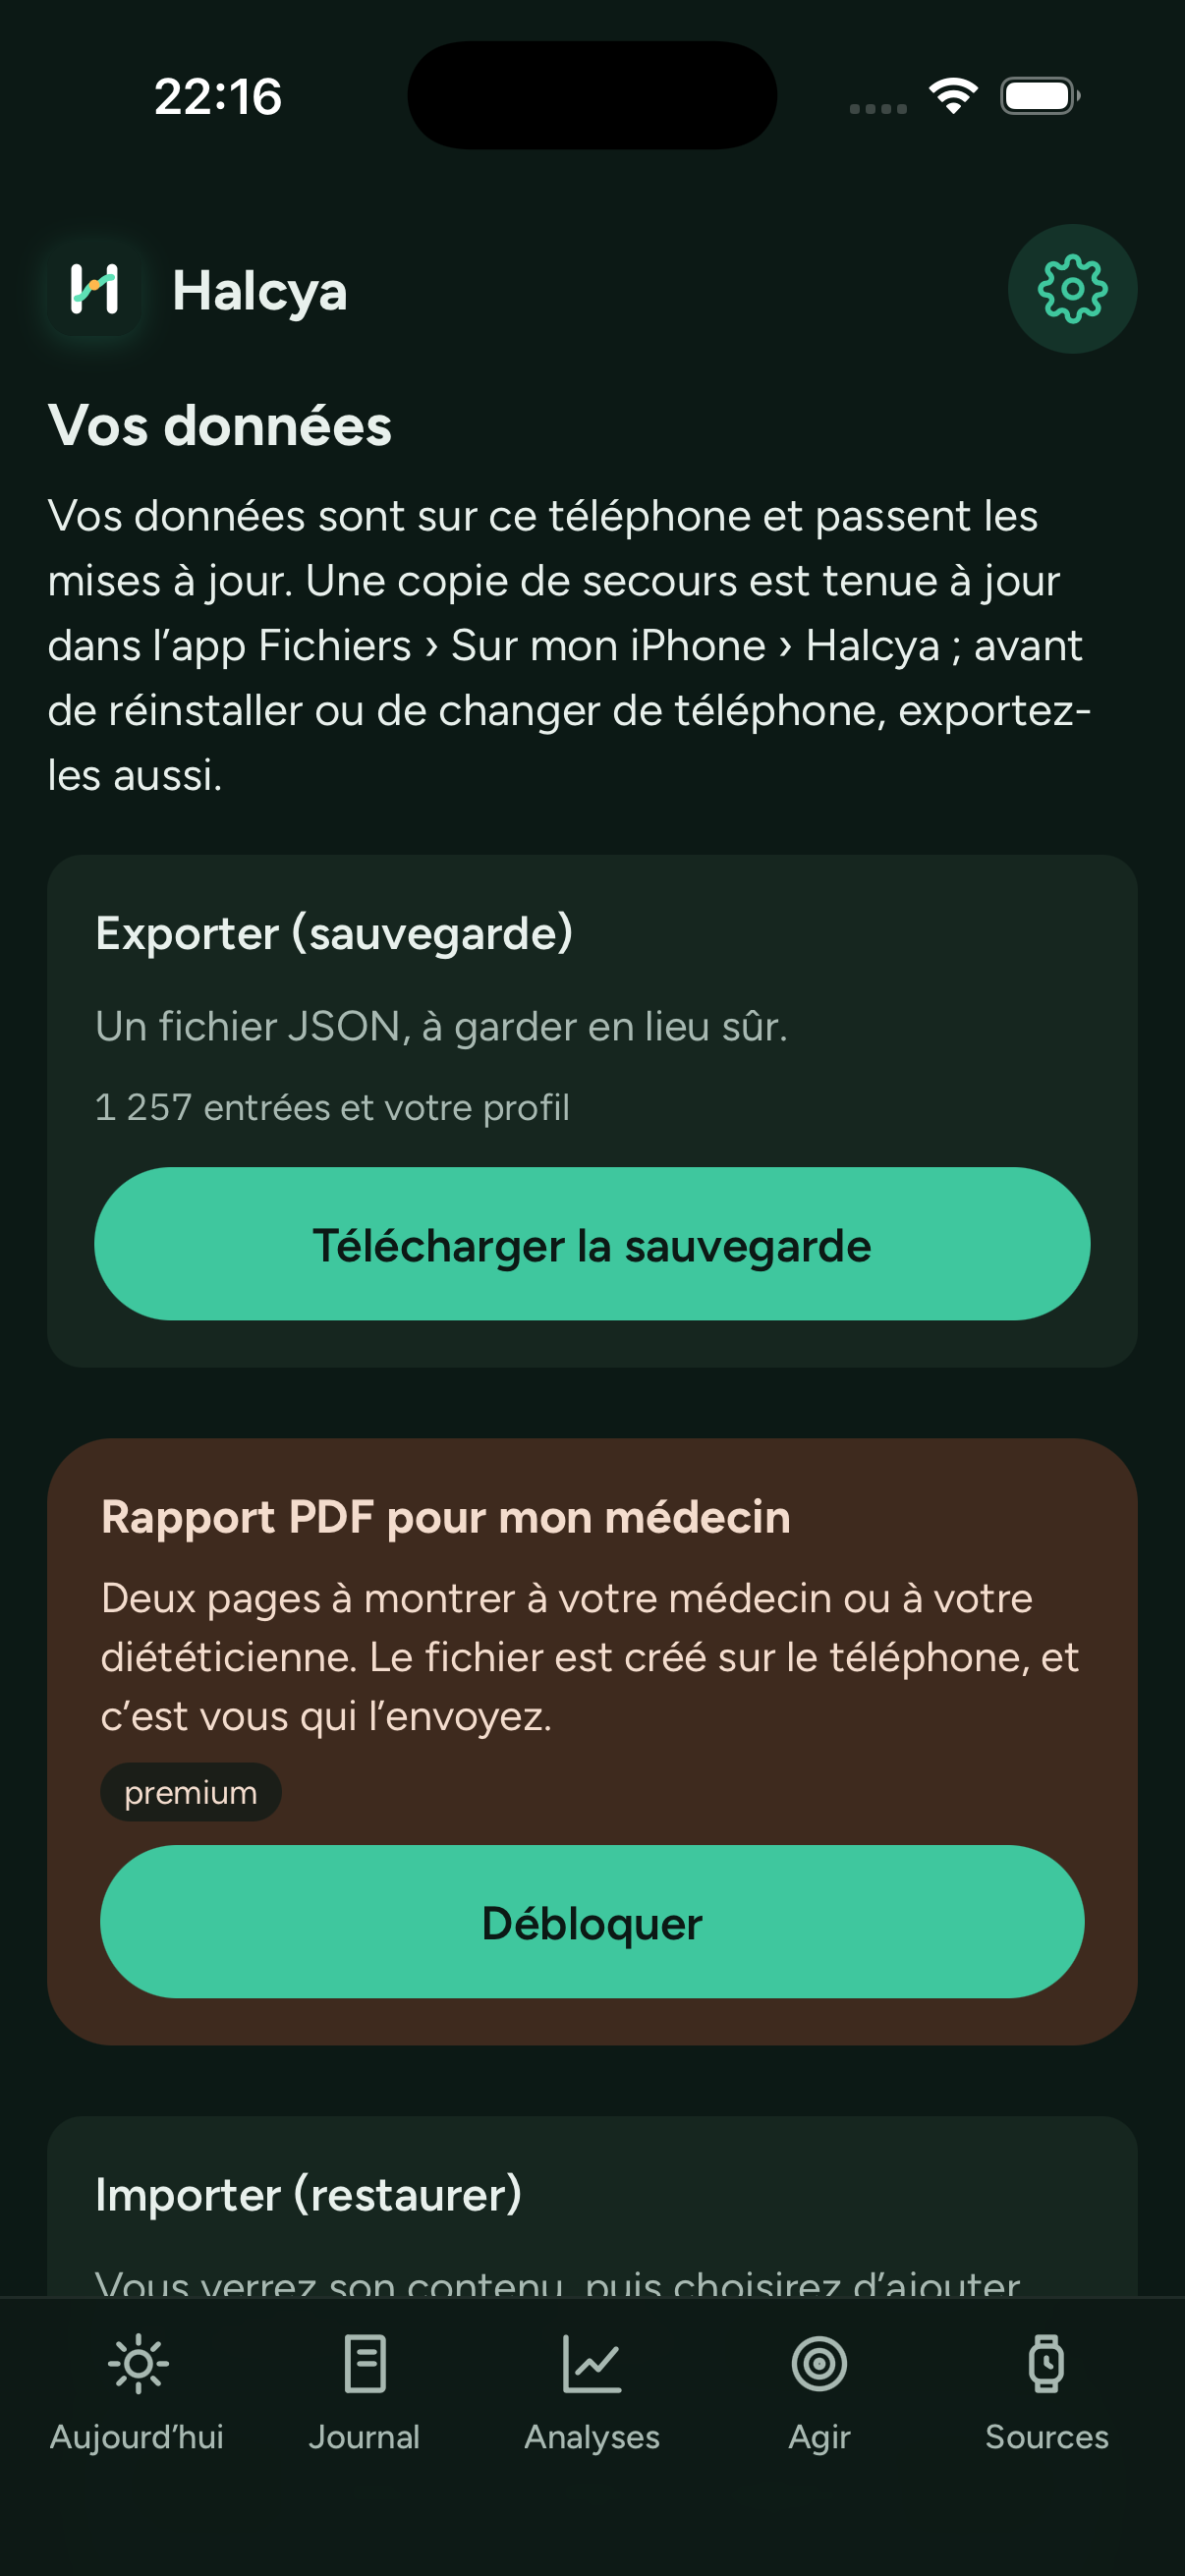 22:16
Halcya
Vos données
Vos données sont sur ce téléphone et passent les
mises à jour. Une copie de secours est tenue à jour
dans l’app Fichiers › Sur mon iPhone › Halcya ; avant
de réinstaller ou de changer de téléphone, exportez-
les aussi.
Exporter (sauvegarde)
Un fichier JSON, à garder en lieu sûr.
1 257 entrées et votre profil
Télécharger la sauvegarde
Rapport PDF pour mon médecin
Deux pages à montrer à votre médecin ou à votre
diététicienne. Le fichier est créé sur le téléphone, et
c’est vous qui l’envoyez.
premium
Débloquer
Importer (restaurer)
Vous verrez son contenu, puis choisirez d’ajouter
Aujourd’hui
Journal
Analyses
Agir
Sources